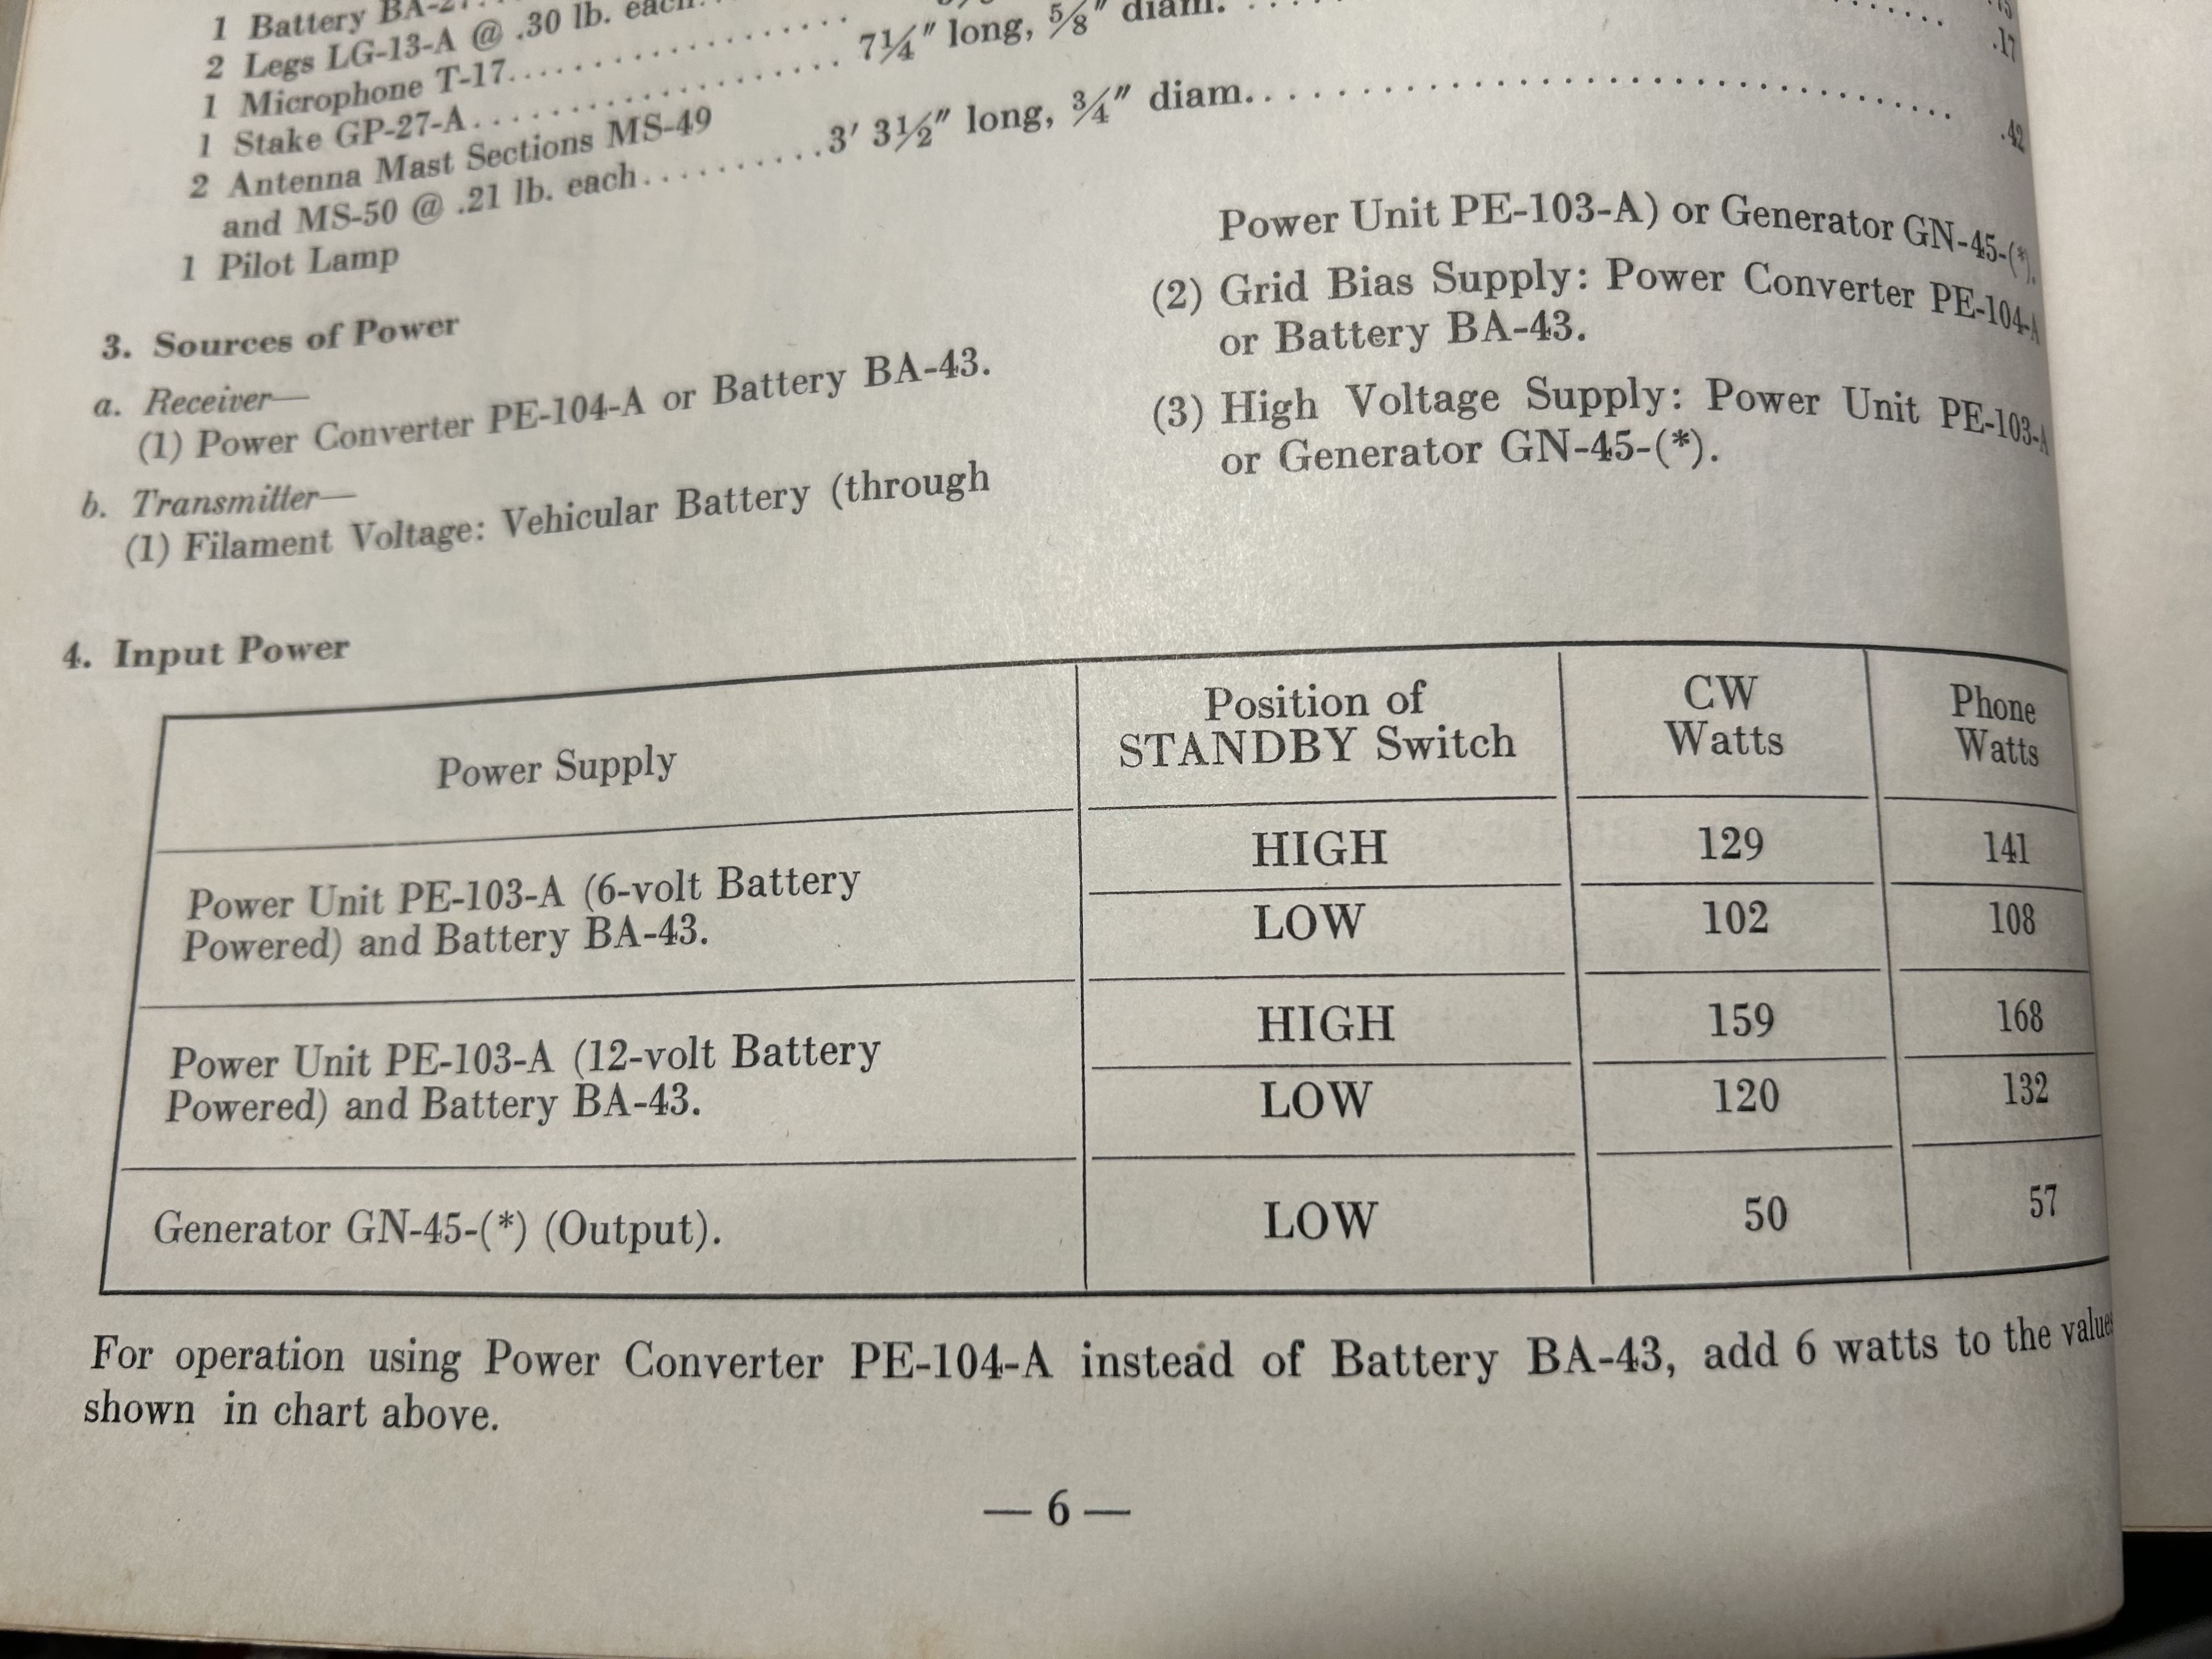 1 Battery BA-27
2 Legs LG-13-A @ .30 lb. each
1 Microphone T-17
1 Stake GP-27-A 7¼″ long, ⅝″ diam. .17
2 Antenna Mast Sections MS-49
and MS-50 @ .21 lb. each 3′ 3½″ long, ¾″ diam. .42
1 Pilot Lamp
3. Sources of Power
a. Receiver—
(1) Power Converter PE-104-A or Battery BA-43.
b. Transmitter—
(1) Filament Voltage: Vehicular Battery (through
Power Unit PE-103-A) or Generator GN-45-(*).
(2) Grid Bias Supply: Power Converter PE-104-A
or Battery BA-43.
(3) High Voltage Supply: Power Unit PE-103-A
or Generator GN-45-(*).
4. Input Power
Power Supply
Position of
STANDBY Switch
CW
Watts
Phone
Watts
Power Unit PE-103-A (6-volt Battery
Powered) and Battery BA-43.
HIGH 129 141
LOW 102 108
Power Unit PE-103-A (12-volt Battery
Powered) and Battery BA-43.
HIGH 159 168
LOW 120 132
Generator GN-45-(*) (Output). LOW 50 57
For operation using Power Converter PE-104-A instead of Battery BA-43, add 6 watts to the values
shown in chart above.
— 6 —